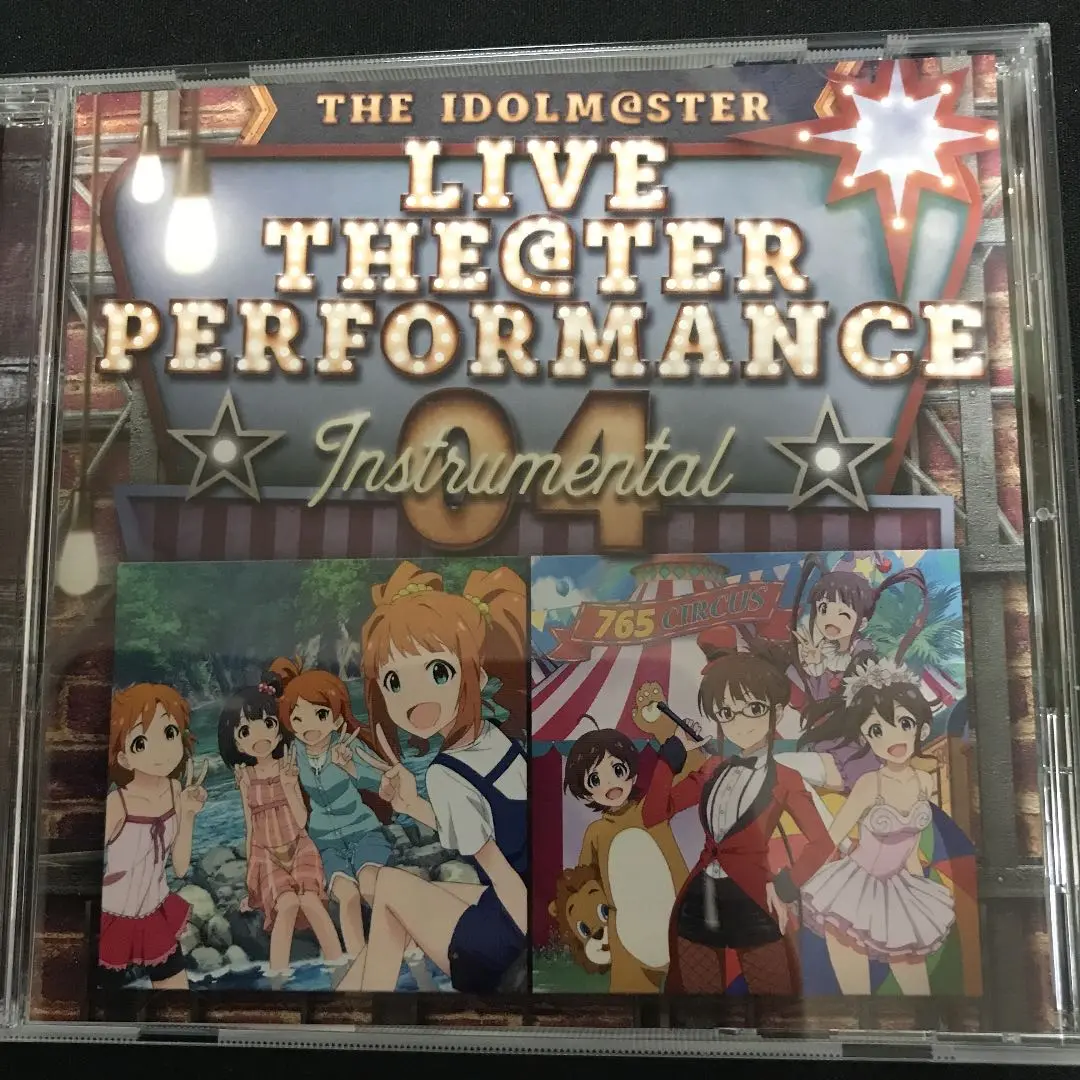 THE IDOLM@STER
LIVE
THE@TER
PERFORMANCE
04
Instrumental
765 CIRCUS